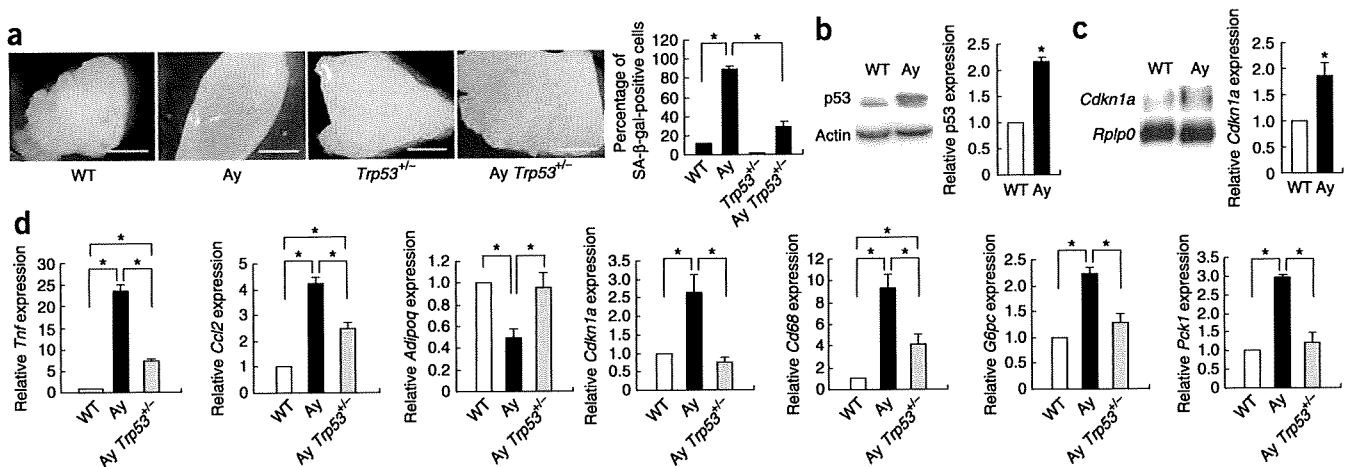 a
WT
Ay
Trp53+/−
Ay Trp53+/−
Percentage of
SA-β-gal-positive cells
120
100
80
60
40
20
0
*
*
WT
Ay
Trp53+/−
Ay Trp53+/−
b
WT Ay
p53
Actin
Relative p53 expression
2.5
2.0
1.5
1.0
0.5
0
*
WT Ay
c
WT Ay
Cdkn1a
Rplp0
Relative Cdkn1a expression
2.5
2.0
1.5
1.0
0.5
0
*
WT Ay
d
Relative Tnf expression
30
25
20
15
10
5
0
*
* *
WT
Ay
Ay Trp53+/−
Relative Ccl2 expression
5
4
3
2
1
0
*
* *
WT
Ay
Ay Trp53+/−
Relative Adipoq expression
1.2
1.0
0.8
0.6
0.4
0.2
0
* *
WT
Ay
Ay Trp53+/−
Relative Cdkn1a expression
3.5
3.0
2.5
2.0
1.5
1.0
0.5
0
* *
WT
Ay
Ay Trp53+/−
Relative Cd68 expression
12
10
8
6
4
2
0
*
* *
WT
Ay
Ay Trp53+/−
Relative G6pc expression
2.5
2.0
1.5
1.0
0.5
0
* *
WT
Ay
Ay Trp53+/−
Relative Pck1 expression
3.5
3.0
2.5
2.0
1.5
1.0
0.5
0
* *
WT
Ay
Ay Trp53+/−